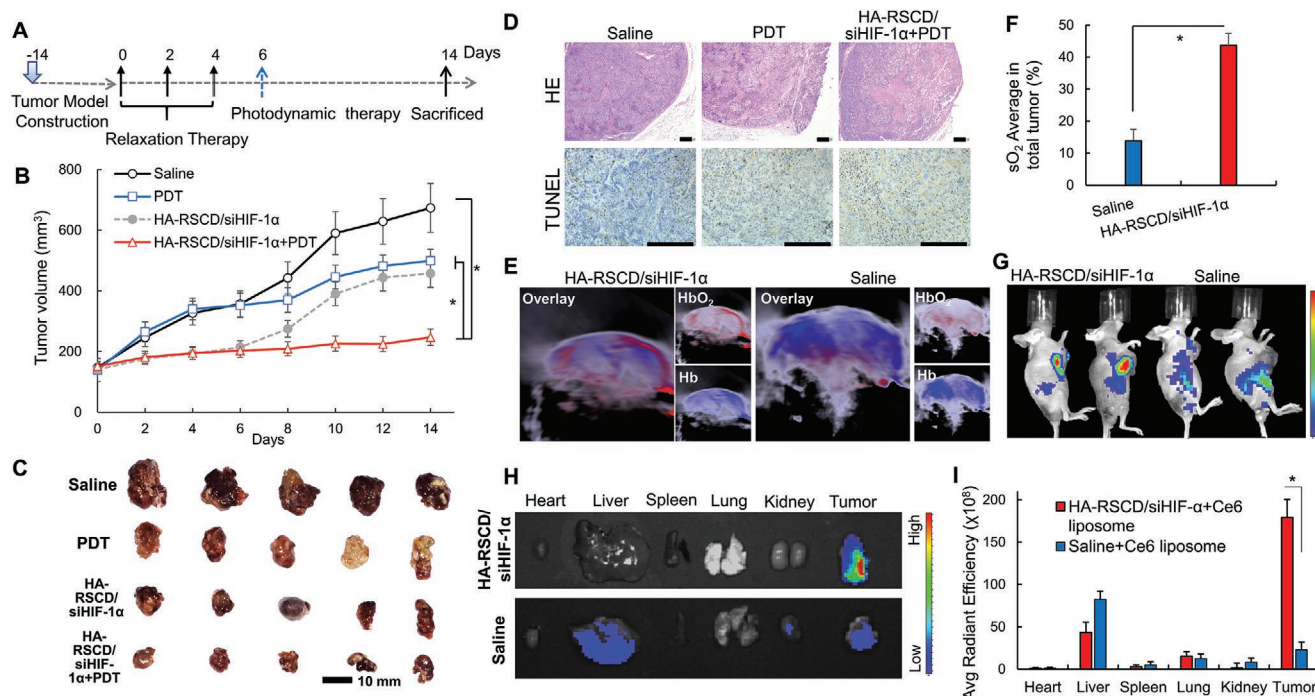 A
-14
0
2
4
6
14
Days
Tumor Model
Construction
Relaxation Therapy
Photodynamic therapy
Sacrificed
B
Tumor volume (mm³)
800
600
400
200
0
Saline
PDT
HA-RSCD/siHIF-1α
HA-RSCD/siHIF-1α+PDT
*
*
0 2 4 6 8 10 12 14
Days
C
Saline
PDT
HA-
RSCD/
siHIF-1α
HA-
RSCD/
siHIF-
1α+PDT
10 mm
D
Saline
PDT
HA-RSCD/
siHIF-1α+PDT
HE
TUNEL
E
HA-RSCD/siHIF-1α
Saline
Overlay
HbO₂
Hb
Overlay
HbO₂
Hb
F
sO₂ Average in
total tumor (%)
50
40
30
20
10
0
*
Saline
HA-RSCD/siHIF-1α
G
HA-RSCD/siHIF-1α
Saline
H
Heart Liver Spleen Lung Kidney Tumor
HA-RSCD/
siHIF-1α
Saline
High
Low
I
Avg Radiant Efficiency (χ10⁸)
200
150
100
50
0
HA-RSCD/siHIF-α+Ce6
liposome
Saline+Ce6 liposome
*
Heart Liver Spleen Lung Kidney Tumor